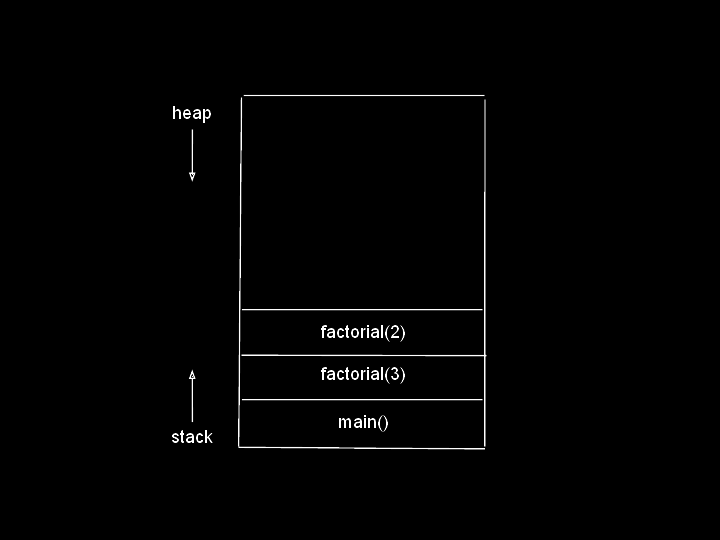 heap
factorial(2)
factorial(3)
main()
stack